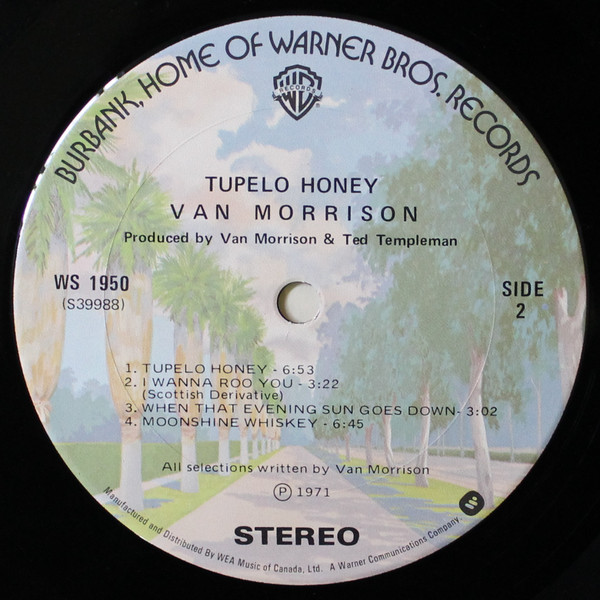 BURBANK, HOME OF WARNER BROS. RECORDS
RECORDS
TUPELO HONEY
VAN MORRISON
Produced by Van Morrison & Ted Templeman
WS 1950
(S39988)
SIDE
2
1. TUPELO HONEY - 6:53
2. I WANNA ROO YOU - 3:22
(Scottish Derivative)
3. WHEN THAT EVENING SUN GOES DOWN- 3:02
4. MOONSHINE WHISKEY - 6:45
All selections written by Van Morrison
Ⓟ 1971
STEREO
Manufactured and Distributed By WEA Music of Canada, Ltd. A Warner Communications Company.